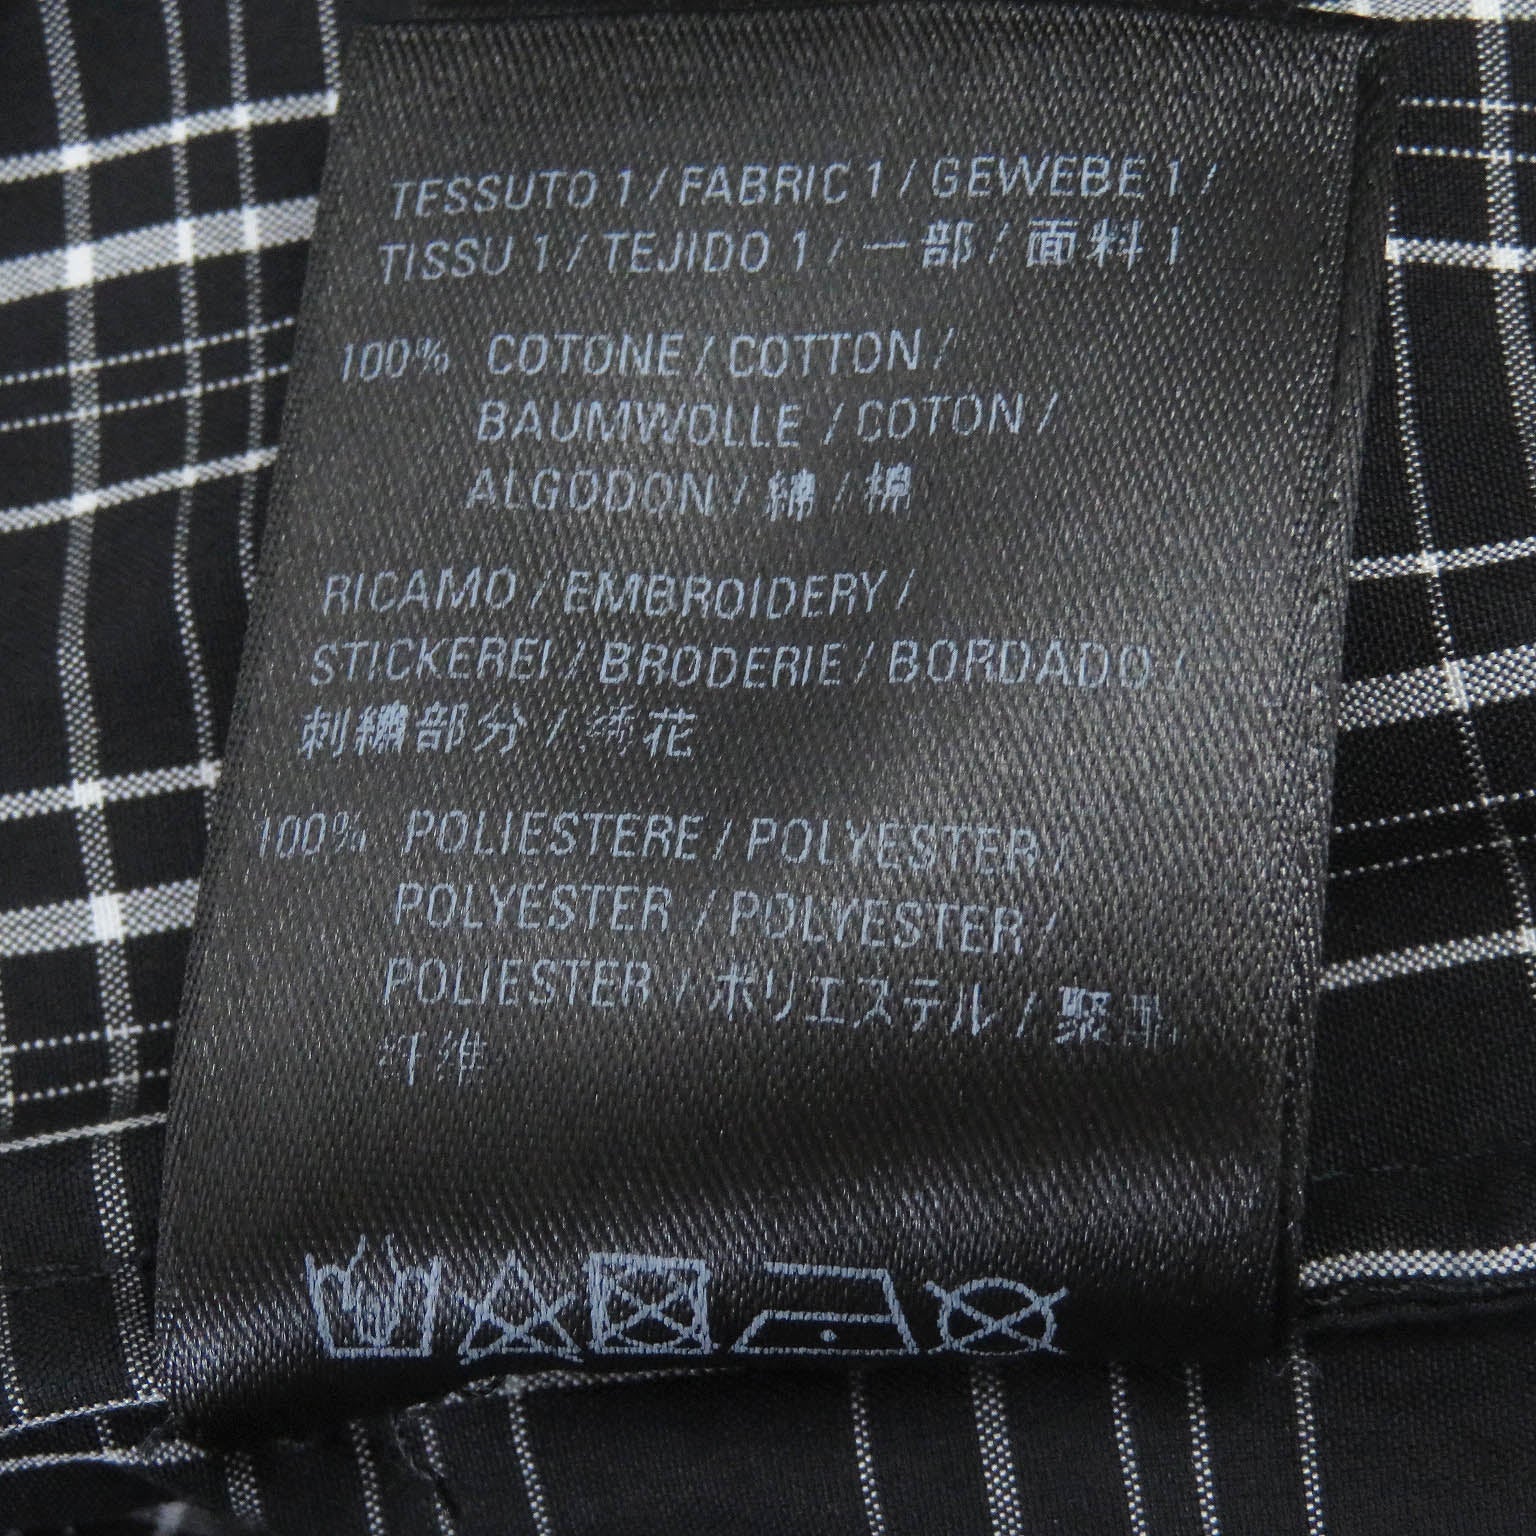 TESSUTO 1 / FABRIC 1 / GEWEBE 1 /
TISSU 1 / TEJIDO 1 / 一部 / 面料 1
100% COTONE / COTTON /
BAUMWOLLE / COTON /
ALGODON / 綿 / 棉
RICAMO / EMBROIDERY /
STICKEREI / BRODERIE / BORDADO /
刺繍部分 / 绣花
100% POLIESTERE / POLYESTER /
POLYESTER / POLYESTER /
POLIESTER / ポリエステル / 聚